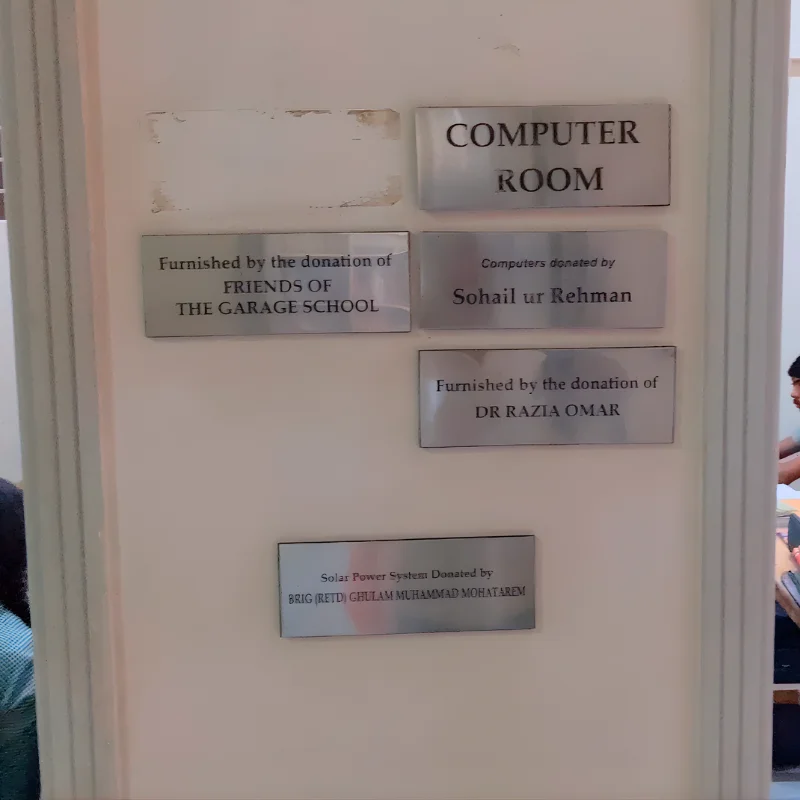 COMPUTER
ROOM
Furnished by the donation of
FRIENDS OF
THE GARAGE SCHOOL
Computers donated by
Sohail ur Rehman
Furnished by the donation of
DR RAZIA OMAR
Solar Power System Donated by
BRIG (RETD) GHULAM MUHAMMAD MOHATAREM